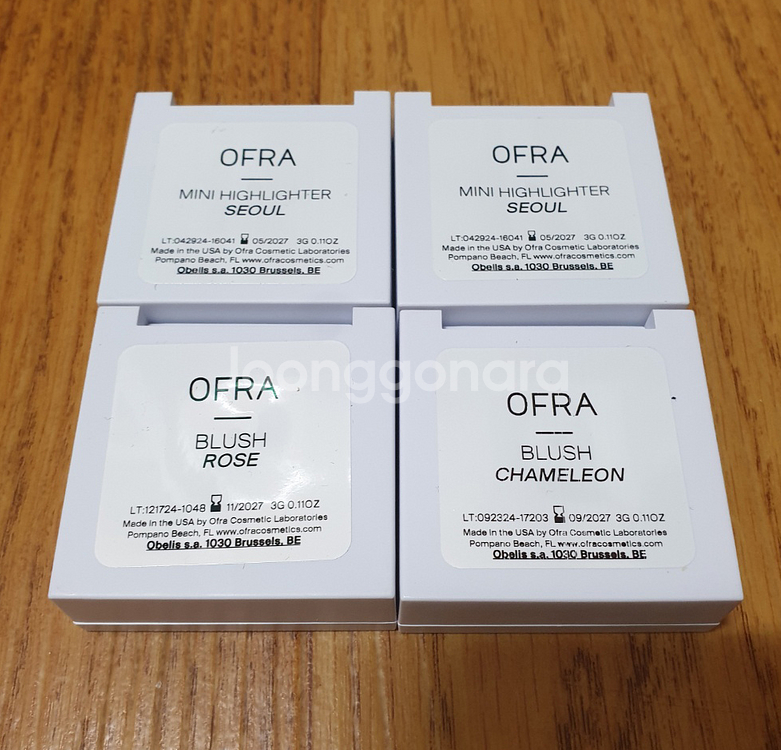 OFRA
MINI HIGHLIGHTER
SEOUL
LT:042924-16041 05/2027 3G 0.11OZ
Made in the USA by Ofra Cosmetic Laboratories
Pompano Beach, FL www.ofracosmetics.com
Obelis s.a. 1030 Brussels, BE
OFRA
MINI HIGHLIGHTER
SEOUL
LT:042924-16041 05/2027 3G 0.11OZ
Made in the USA by Ofra Cosmetic Laboratories
Pompano Beach, FL www.ofracosmetics.com
Obelis s.a. 1030 Brussels, BE
joonggonara
OFRA
BLUSH
ROSE
LT:121724-1048 11/2027 3G 0.11OZ
Made in the USA by Ofra Cosmetic Laboratories
Pompano Beach, FL www.ofracosmetics.com
Obelis s.a. 1030 Brussels, BE
OFRA
BLUSH
CHAMELEON
LT:092324-17203 09/2027 3G 0.11OZ
Made in the USA by Ofra Cosmetic Laboratories
Pompano Beach, FL www.ofracosmetics.com
Obelis s.a. 1030 Brussels, BE